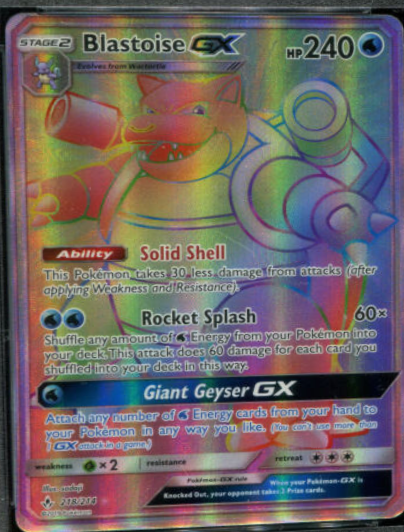 STAGE 2 Blastoise GX HP 240
Evolves from Wartortle
Ability Solid Shell
This Pokémon takes 30 less damage from attacks (after
applying Weakness and Resistance).
Rocket Splash 60×
Shuffle any amount of Energy from your Pokémon into
your deck. This attack does 60 damage for each card you
shuffled into your deck in this way.
Giant Geyser GX
Attach any number of Energy cards from your hand to
your Pokémon in any way you like. (You can't use more than
1 GX attack in a game.)
weakness ×2 resistance retreat
Pokémon-GX rule
When your Pokémon-GX is
Knocked Out, your opponent takes 2 Prize cards.
Illus.
218/214
©2019 Pokémon